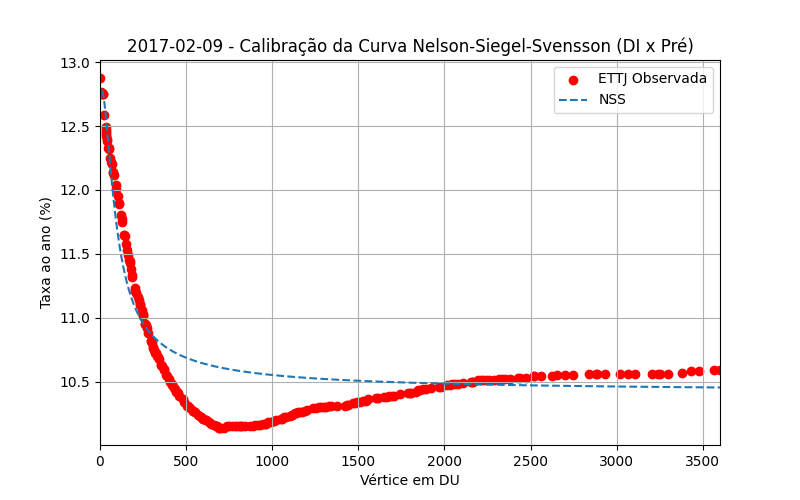 2017-02-09 - Calibração da Curva Nelson-Siegel-Svensson (DI x Pré)
ETTJ Observada
NSS
Taxa ao ano (%)
13.0
12.5
12.0
11.5
11.0
10.5
0 500 1000 1500 2000 2500 3000 3500
Vértice em DU